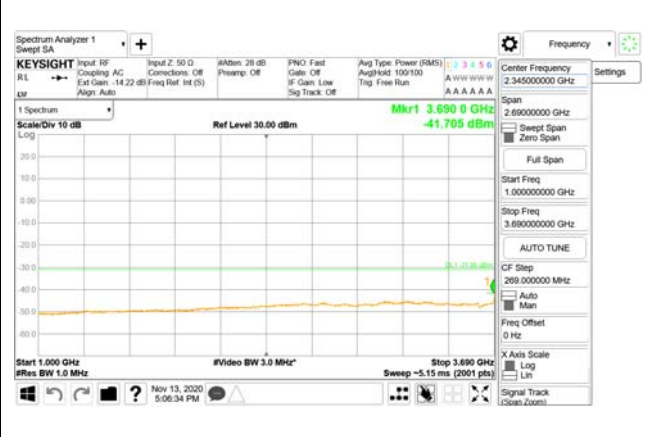 Spectrum Analyzer 1
Swept SA
Frequency
KEYSIGHT
Input: RF
Coupling: AC
Ext Gain: -14.22 dB
Align: Auto
Input Z: 50 Ω
Corrections: Off
Freq Ref: Int (S)
#Atten: 28 dB
Preamp: Off
PNO: Fast
Gate: Off
IF Gain: Low
Sig Track: Off
Avg Type: Power (RMS)
Avg|Hold: 100/100
Trig: Free Run
1 2 3 4 5 6
A W W W W W
A A A A A A
R L
LM
1 Spectrum
Scale/Div 10 dB
Log
Ref Level 30.00 dBm
Mkr1 3.690 0 GHz
-41.705 dBm
20.0
10.0
0.00
-10.0
-20.0
-30.0
-40.0
-50.0
-60.0
1
Start 1.000 GHz
#Res BW 1.0 MHz
#Video BW 3.0 MHz*
Stop 3.690 GHz
Sweep ~5.15 ms (2001 pts)
Nov 13, 2020
5:06:34 PM
Settings
Center Frequency
2.345000000 GHz
Span
2.69000000 GHz
Swept Span
Zero Span
Full Span
Start Freq
1.000000000 GHz
Stop Freq
3.690000000 GHz
AUTO TUNE
CF Step
269.000000 MHz
Auto
Man
Freq Offset
0 Hz
X Axis Scale
Log
Lin
Signal Track
(Span Zoom)